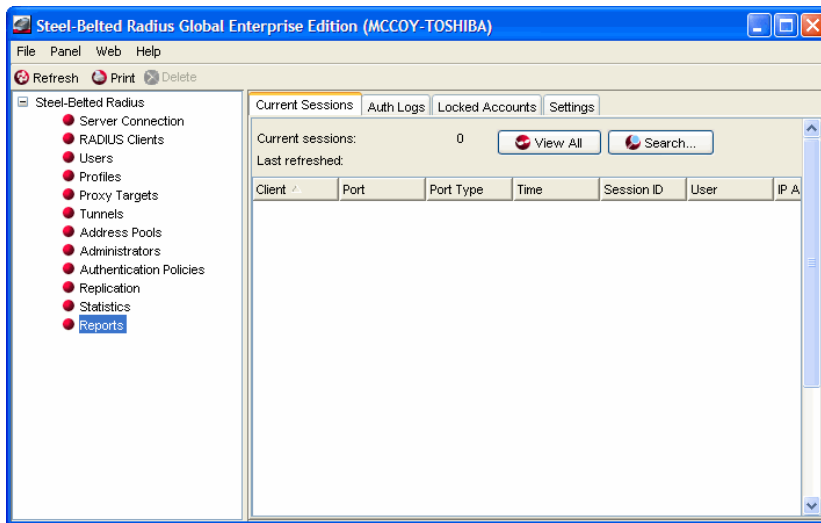 Steel-Belted Radius Global Enterprise Edition (MCCOY-TOSHIBA)
File Panel Web Help
Refresh Print Delete
Steel-Belted Radius
Server Connection
RADIUS Clients
Users
Profiles
Proxy Targets
Tunnels
Address Pools
Administrators
Authentication Policies
Replication
Statistics
Reports
Current Sessions Auth Logs Locked Accounts Settings
Current sessions: 0 View All Search...
Last refreshed:
Client Port Port Type Time Session ID User IP A